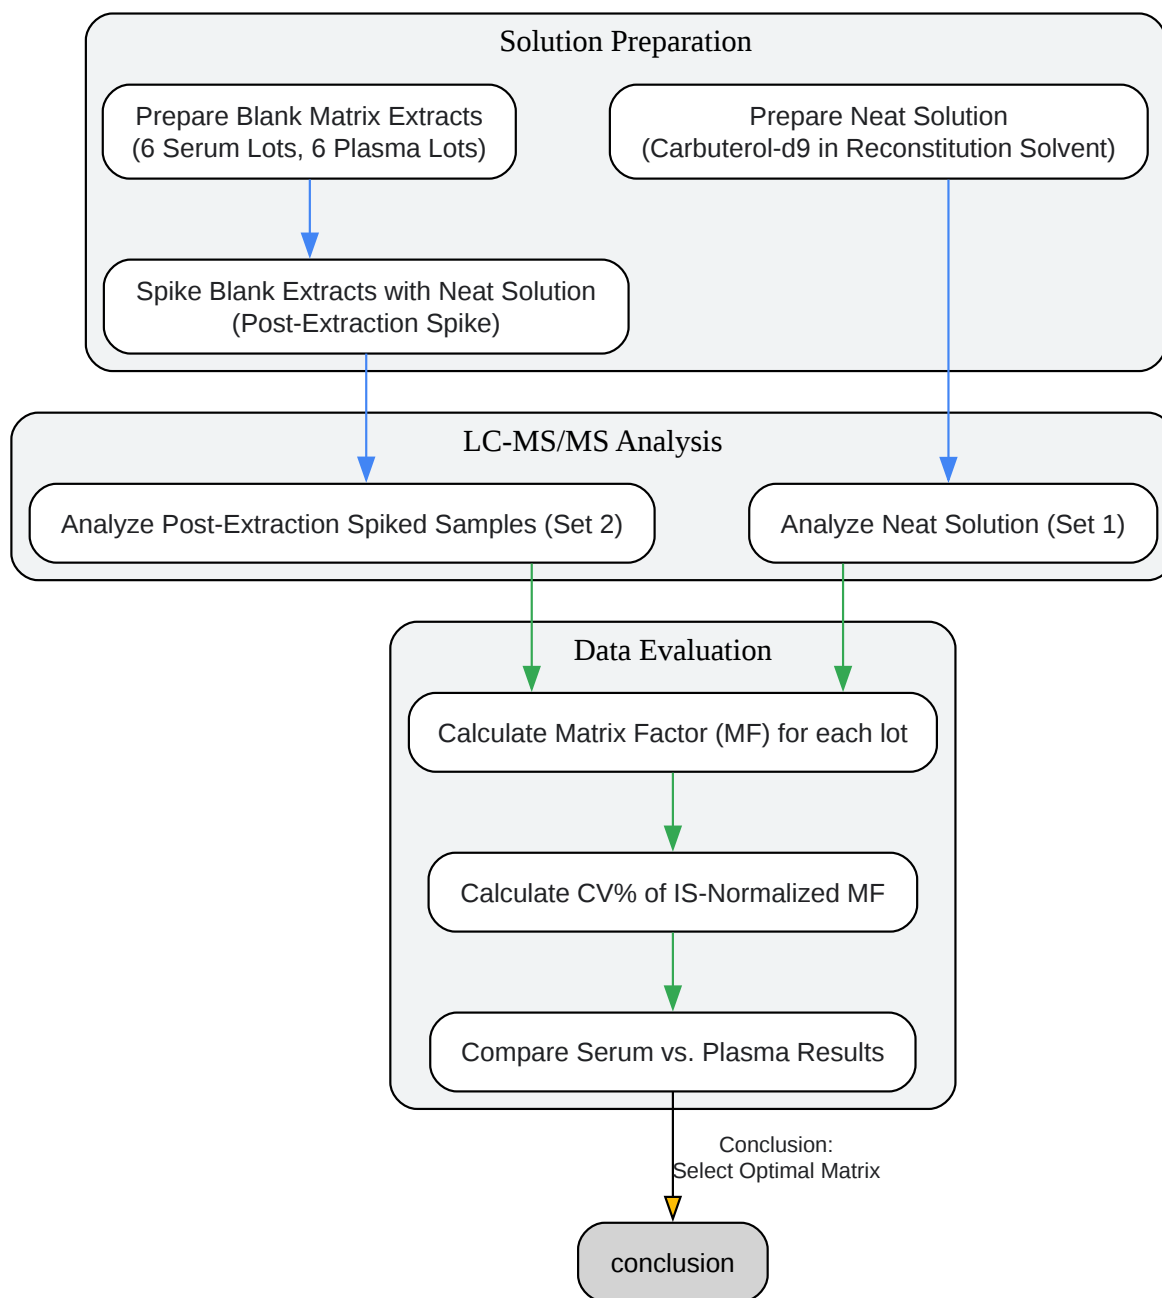 Solution Preparation
Prepare Blank Matrix Extracts
(6 Serum Lots, 6 Plasma Lots)
Prepare Neat Solution
(Carbuterol-d9 in Reconstitution Solvent)
Spike Blank Extracts with Neat Solution
(Post-Extraction Spike)
LC-MS/MS Analysis
Analyze Post-Extraction Spiked Samples (Set 2)
Analyze Neat Solution (Set 1)
Data Evaluation
Calculate Matrix Factor (MF) for each lot
Calculate CV% of IS-Normalized MF
Compare Serum vs. Plasma Results
Conclusion:
Select Optimal Matrix
conclusion